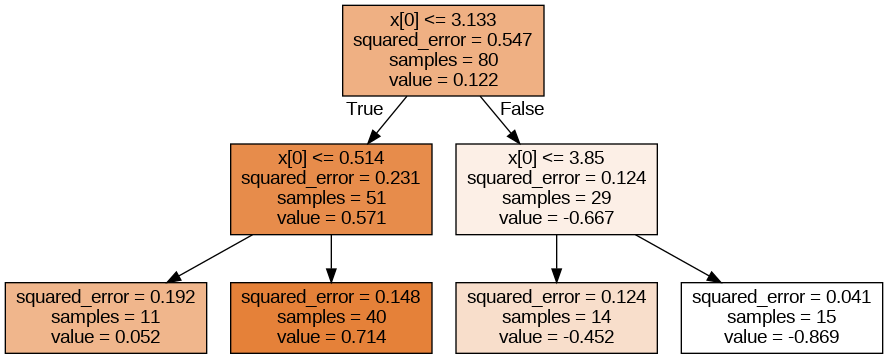 x[0] <= 3.133
squared_error = 0.547
samples = 80
value = 0.122
True
False
x[0] <= 0.514
squared_error = 0.231
samples = 51
value = 0.571
x[0] <= 3.85
squared_error = 0.124
samples = 29
value = -0.667
squared_error = 0.192
samples = 11
value = 0.052
squared_error = 0.148
samples = 40
value = 0.714
squared_error = 0.124
samples = 14
value = -0.452
squared_error = 0.041
samples = 15
value = -0.869